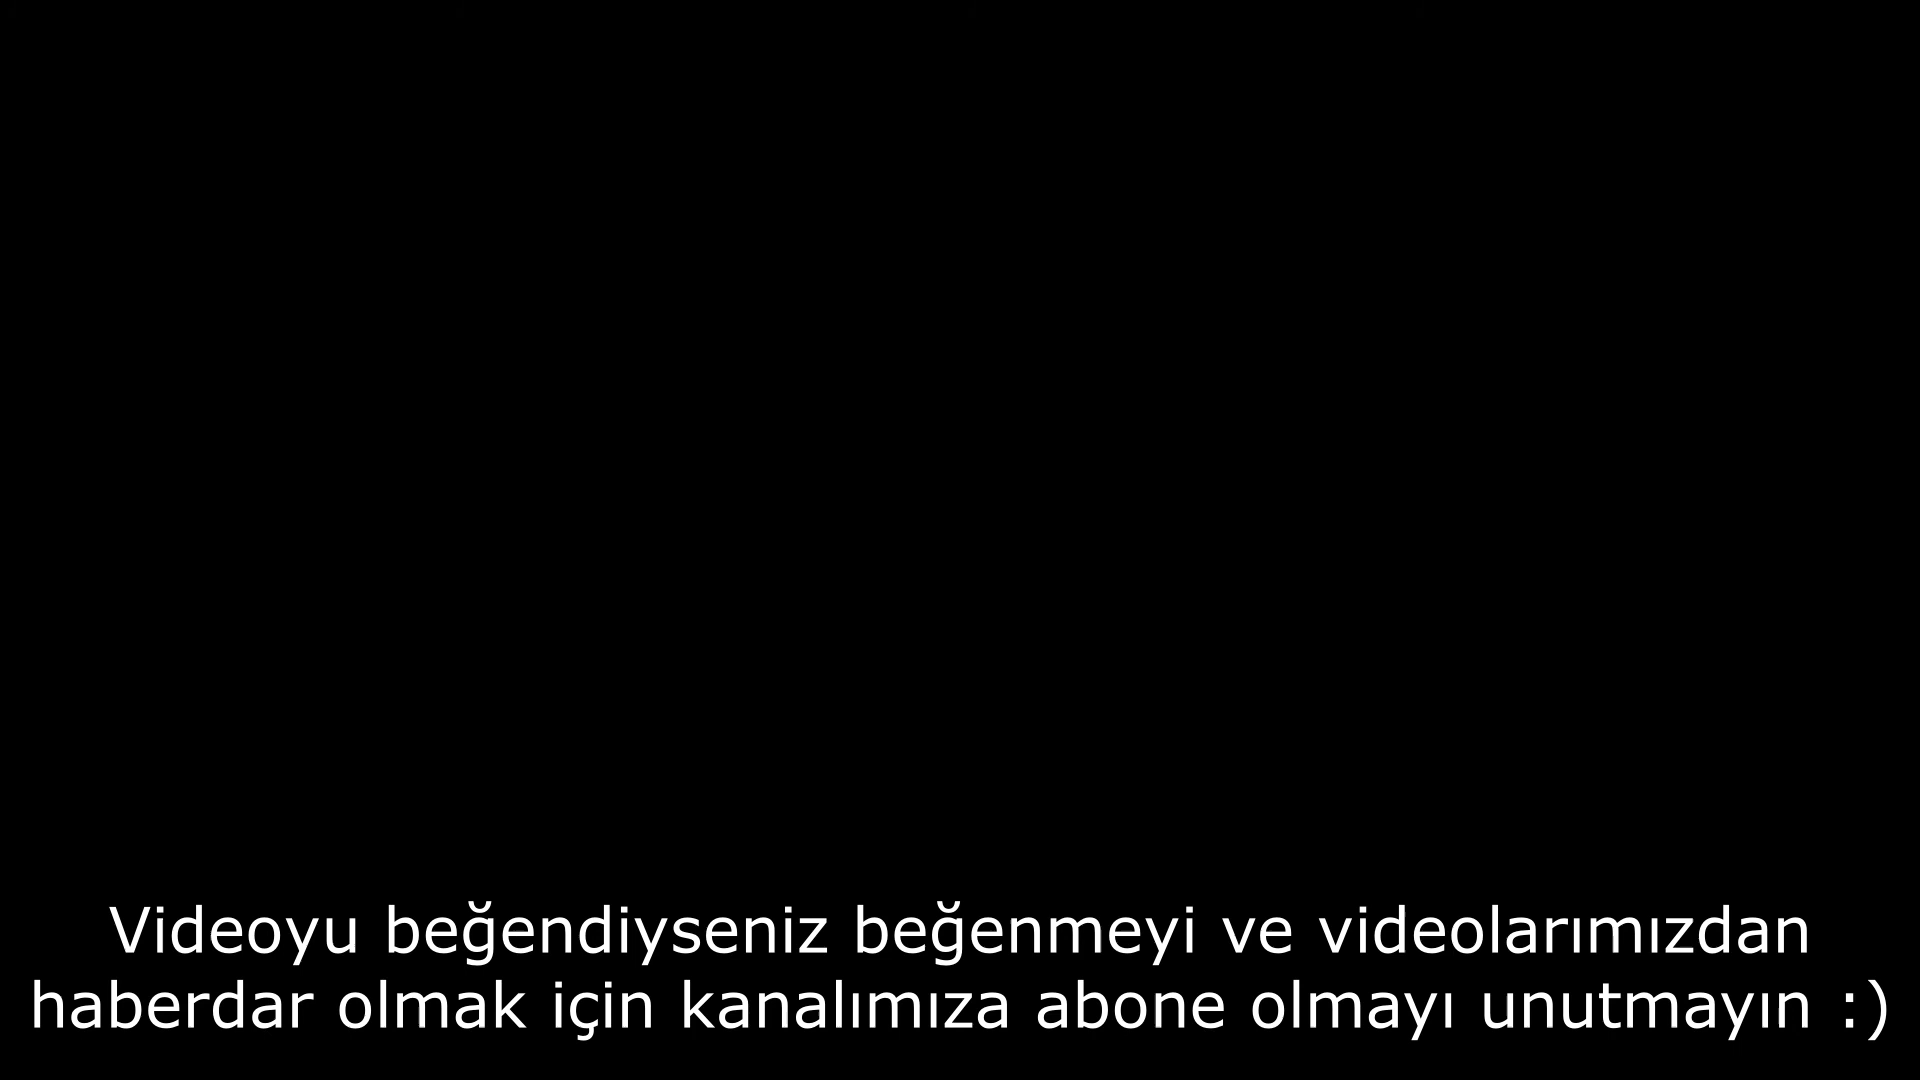 Videoyu beğendiyseniz beğenmeyi ve videolarımızdan
haberdar olmak için kanalımıza abone olmayı unutmayın :)